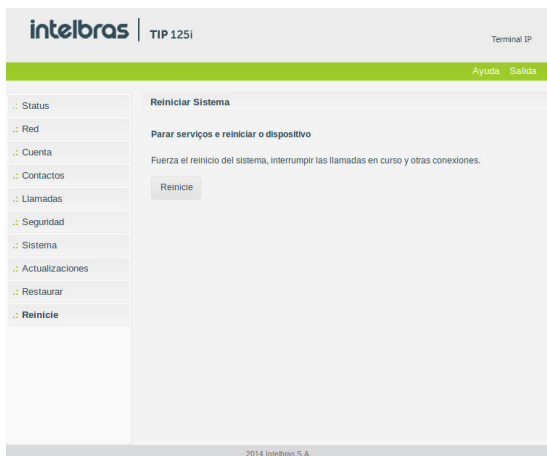 intelbras TIP 125i
Terminal IP
Ayuda Salida
.: Status
.: Red
.: Cuenta
.: Contactos
.: Llamadas
.: Seguridad
.: Sistema
.: Actualizaciones
.: Restaurar
.: Reinicie
Reiniciar Sistema
Parar serviços e reiniciar o dispositivo
Fuerza el reinicio del sistema, interrumpir las llamadas en curso y otras conexiones.
Reinicie
2014 Intelbras S.A.